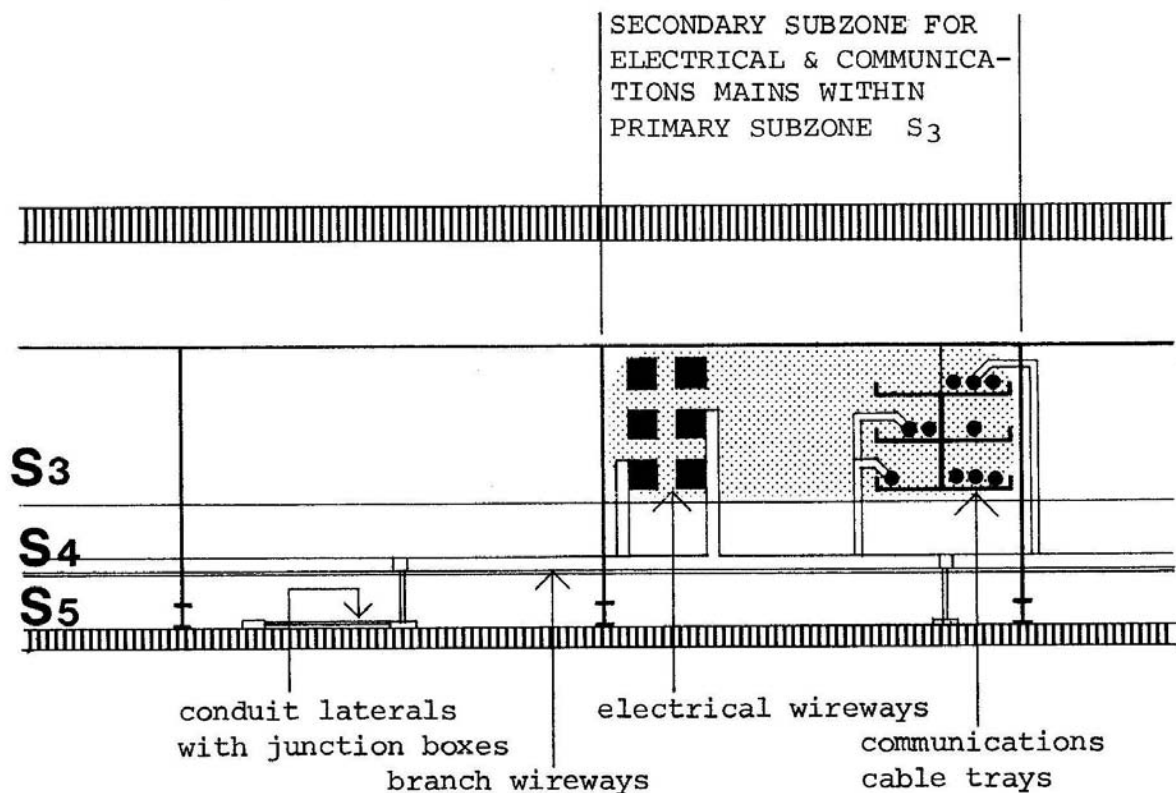 SECONDARY SUBZONE FOR
ELECTRICAL & COMMUNICA-
TIONS MAINS WITHIN
PRIMARY SUBZONE S3
S3
S4
S5
conduit laterals
with junction boxes
branch wireways
electrical wireways
communications
cable trays